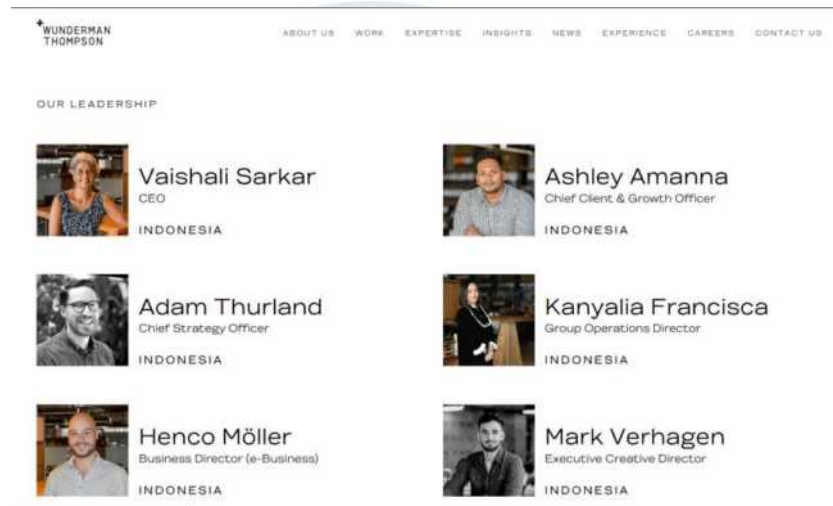 WUNDERMAN
THOMPSON
ABOUT US WORK EXPERTISE INSIGHTS NEWS EXPERIENCE CAREERS CONTACT US
OUR LEADERSHIP
Vaishali Sarkar
CEO
INDONESIA
Ashley Amanna
Chief Client & Growth Officer
INDONESIA
Adam Thurland
Chief Strategy Officer
INDONESIA
Kanyalia Francisca
Group Operations Director
INDONESIA
Henco Möller
Business Director (e-Business)
INDONESIA
Mark Verhagen
Executive Creative Director
INDONESIA